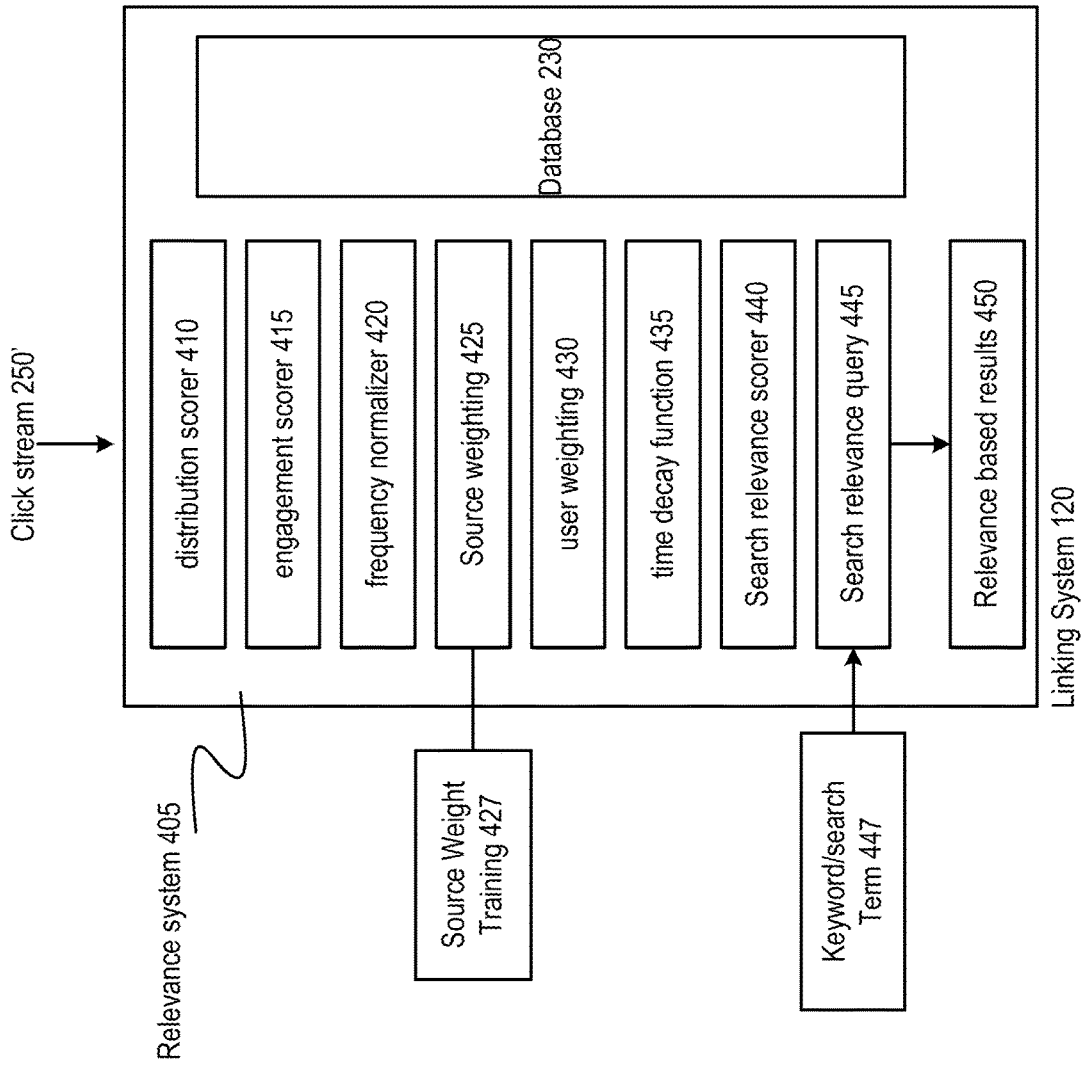 Click stream 250'
Relevance system 405
distribution scorer 410
engagement scorer 415
frequency normalizer 420
Source weighting 425
user weighting 430
time decay function 435
Search relevance scorer 440
Search relevance query 445
Relevance based results 450
Database 230
Source Weight
Training 427
Keyword/search
Term 447
Linking System 120